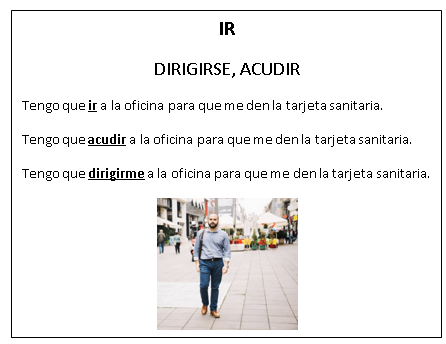 IR
DIRIGIRSE, ACUDIR
Tengo que ir a la oficina para que me den la tarjeta sanitaria.
Tengo que acudir a la oficina para que me den la tarjeta sanitaria.
Tengo que dirigirme a la oficina para que me den la tarjeta sanitaria.